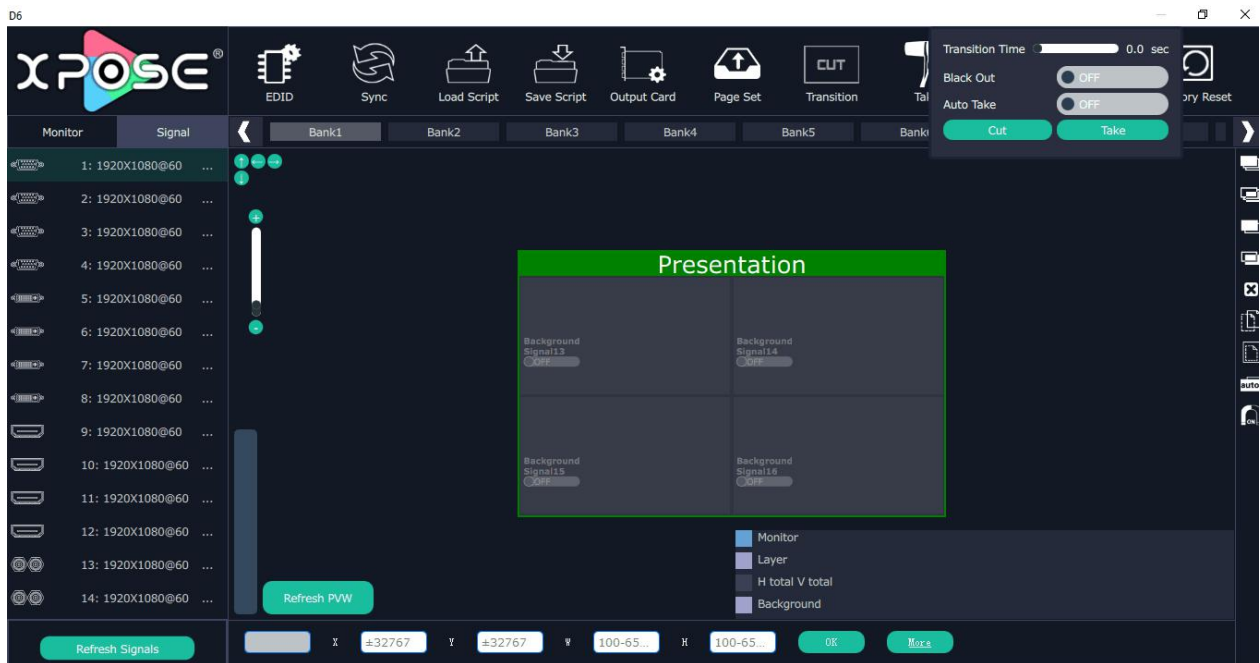 D6
XPOSE®
EDID
Sync
Load Script
Save Script
Output Card
Page Set
CUT
Transition
Transition Time 0.0 sec
Black Out OFF
Auto Take OFF
Cut Take
ory Reset
Monitor Signal
Bank1 Bank2 Bank3 Bank4 Bank5
1: 1920X1080@60 ...
2: 1920X1080@60 ...
3: 1920X1080@60 ...
4: 1920X1080@60 ...
5: 1920X1080@60 ...
6: 1920X1080@60 ...
7: 1920X1080@60 ...
8: 1920X1080@60 ...
9: 1920X1080@60 ...
10: 1920X1080@60 ...
11: 1920X1080@60 ...
12: 1920X1080@60 ...
13: 1920X1080@60 ...
14: 1920X1080@60 ...
Refresh Signals
Presentation
Background
Signal13
OFF
Background
Signal14
OFF
Background
Signal15
OFF
Background
Signal16
OFF
auto
ON
Monitor
Layer
H total V total
Background
Refresh PVW
X ±32767 Y ±32767 W 100-65... H 100-65... OK More